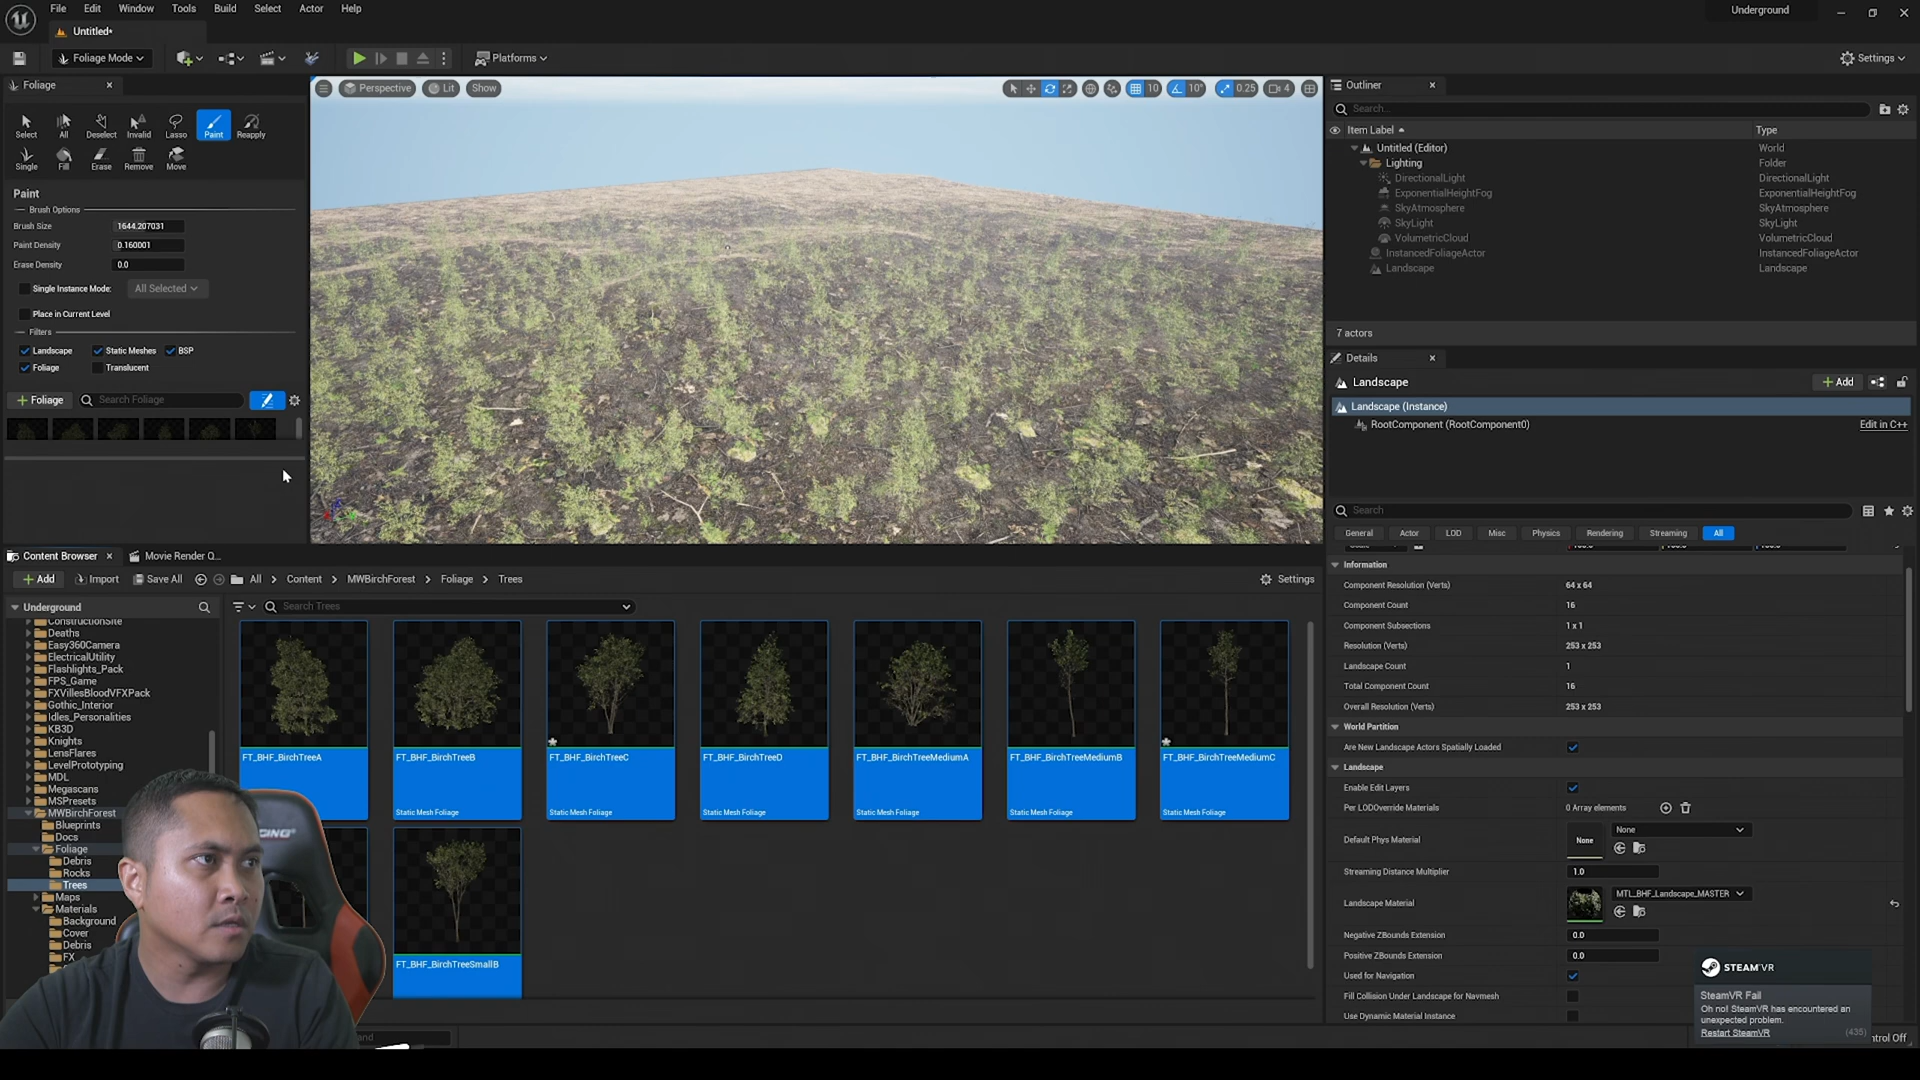 File Edit Window Tools Build Select Actor Help Underground
Untitled•
Foliage Mode Platforms Settings
Foliage
Perspective Lit Show 10 10° 0.25 4
Select All Deselect Invalid Lasso Paint Reapply
Single Fill Erase Remove Move
Paint
Brush Options
Brush Size 1644.207031
Paint Density 0.160001
Erase Density 0.0
Single Instance Mode: All Selected
Place in Current Level
Filters
Landscape Static Meshes BSP
Foliage Translucent
+ Foliage Search Foliage
Outliner
Search...
Item Label Type
Untitled (Editor) World
Lighting Folder
DirectionalLight DirectionalLight
ExponentialHeightFog ExponentialHeightFog
SkyAtmosphere SkyAtmosphere
SkyLight SkyLight
VolumetricCloud VolumetricCloud
InstancedFoliageActor InstancedFoliageActor
Landscape Landscape
7 actors
Details
Landscape + Add
Landscape (Instance)
RootComponent (RootComponent0) Edit in C++
Search
General Actor LOD Misc Physics Rendering Streaming All
Information
Component Resolution (Verts) 64 x 64
Component Count 16
Component Subsections 1 x 1
Resolution (Verts) 253 x 253
Landscape Count 1
Total Component Count 16
Overall Resolution (Verts) 253 x 253
World Partition
Are New Landscape Actors Spatially Loaded
Landscape
Enable Edit Layers
Per LODOverride Materials 0 Array elements
Default Phys Material None None
Streaming Distance Multiplier 1.0
Landscape Material MTL_BHF_Landscape_MASTER
Negative ZBounds Extension 0.0
Positive ZBounds Extension 0.0
Used for Navigation
Fill Collision Under Landscape for Navmesh
Use Dynamic Material Instance
STEAM VR
SteamVR Fail
Oh no! SteamVR has encountered an
unexpected problem.
Restart SteamVR (435)
ntrol Off
Content Browser Movie Render Q...
+ Add Import Save All All > Content > MWBirchForest > Foliage > Trees Settings
Underground
Search Trees
ConstructionSite
Deaths
Easy360Camera
ElectricalUtility
Flashlights_Pack
FPS_Game
FXVillesBloodVFXPack
Gothic_Interior
Idles_Personalities
KB3D
Knights
LensFlares
LevelPrototyping
MDL
Megascans
MSPresets
MWBirchForest
Blueprints
Docs
Foliage
Debris
Rocks
Trees
Maps
Materials
Background
Cover
Debris
FX
FT_BHF_BirchTreeA
FT_BHF_BirchTreeB
Static Mesh Foliage
FT_BHF_BirchTreeC
Static Mesh Foliage
FT_BHF_BirchTreeD
Static Mesh Foliage
FT_BHF_BirchTreeMediumA
Static Mesh Foliage
FT_BHF_BirchTreeMediumB
Static Mesh Foliage
FT_BHF_BirchTreeMediumC
Static Mesh Foliage
FT_BHF_BirchTreeSmallB